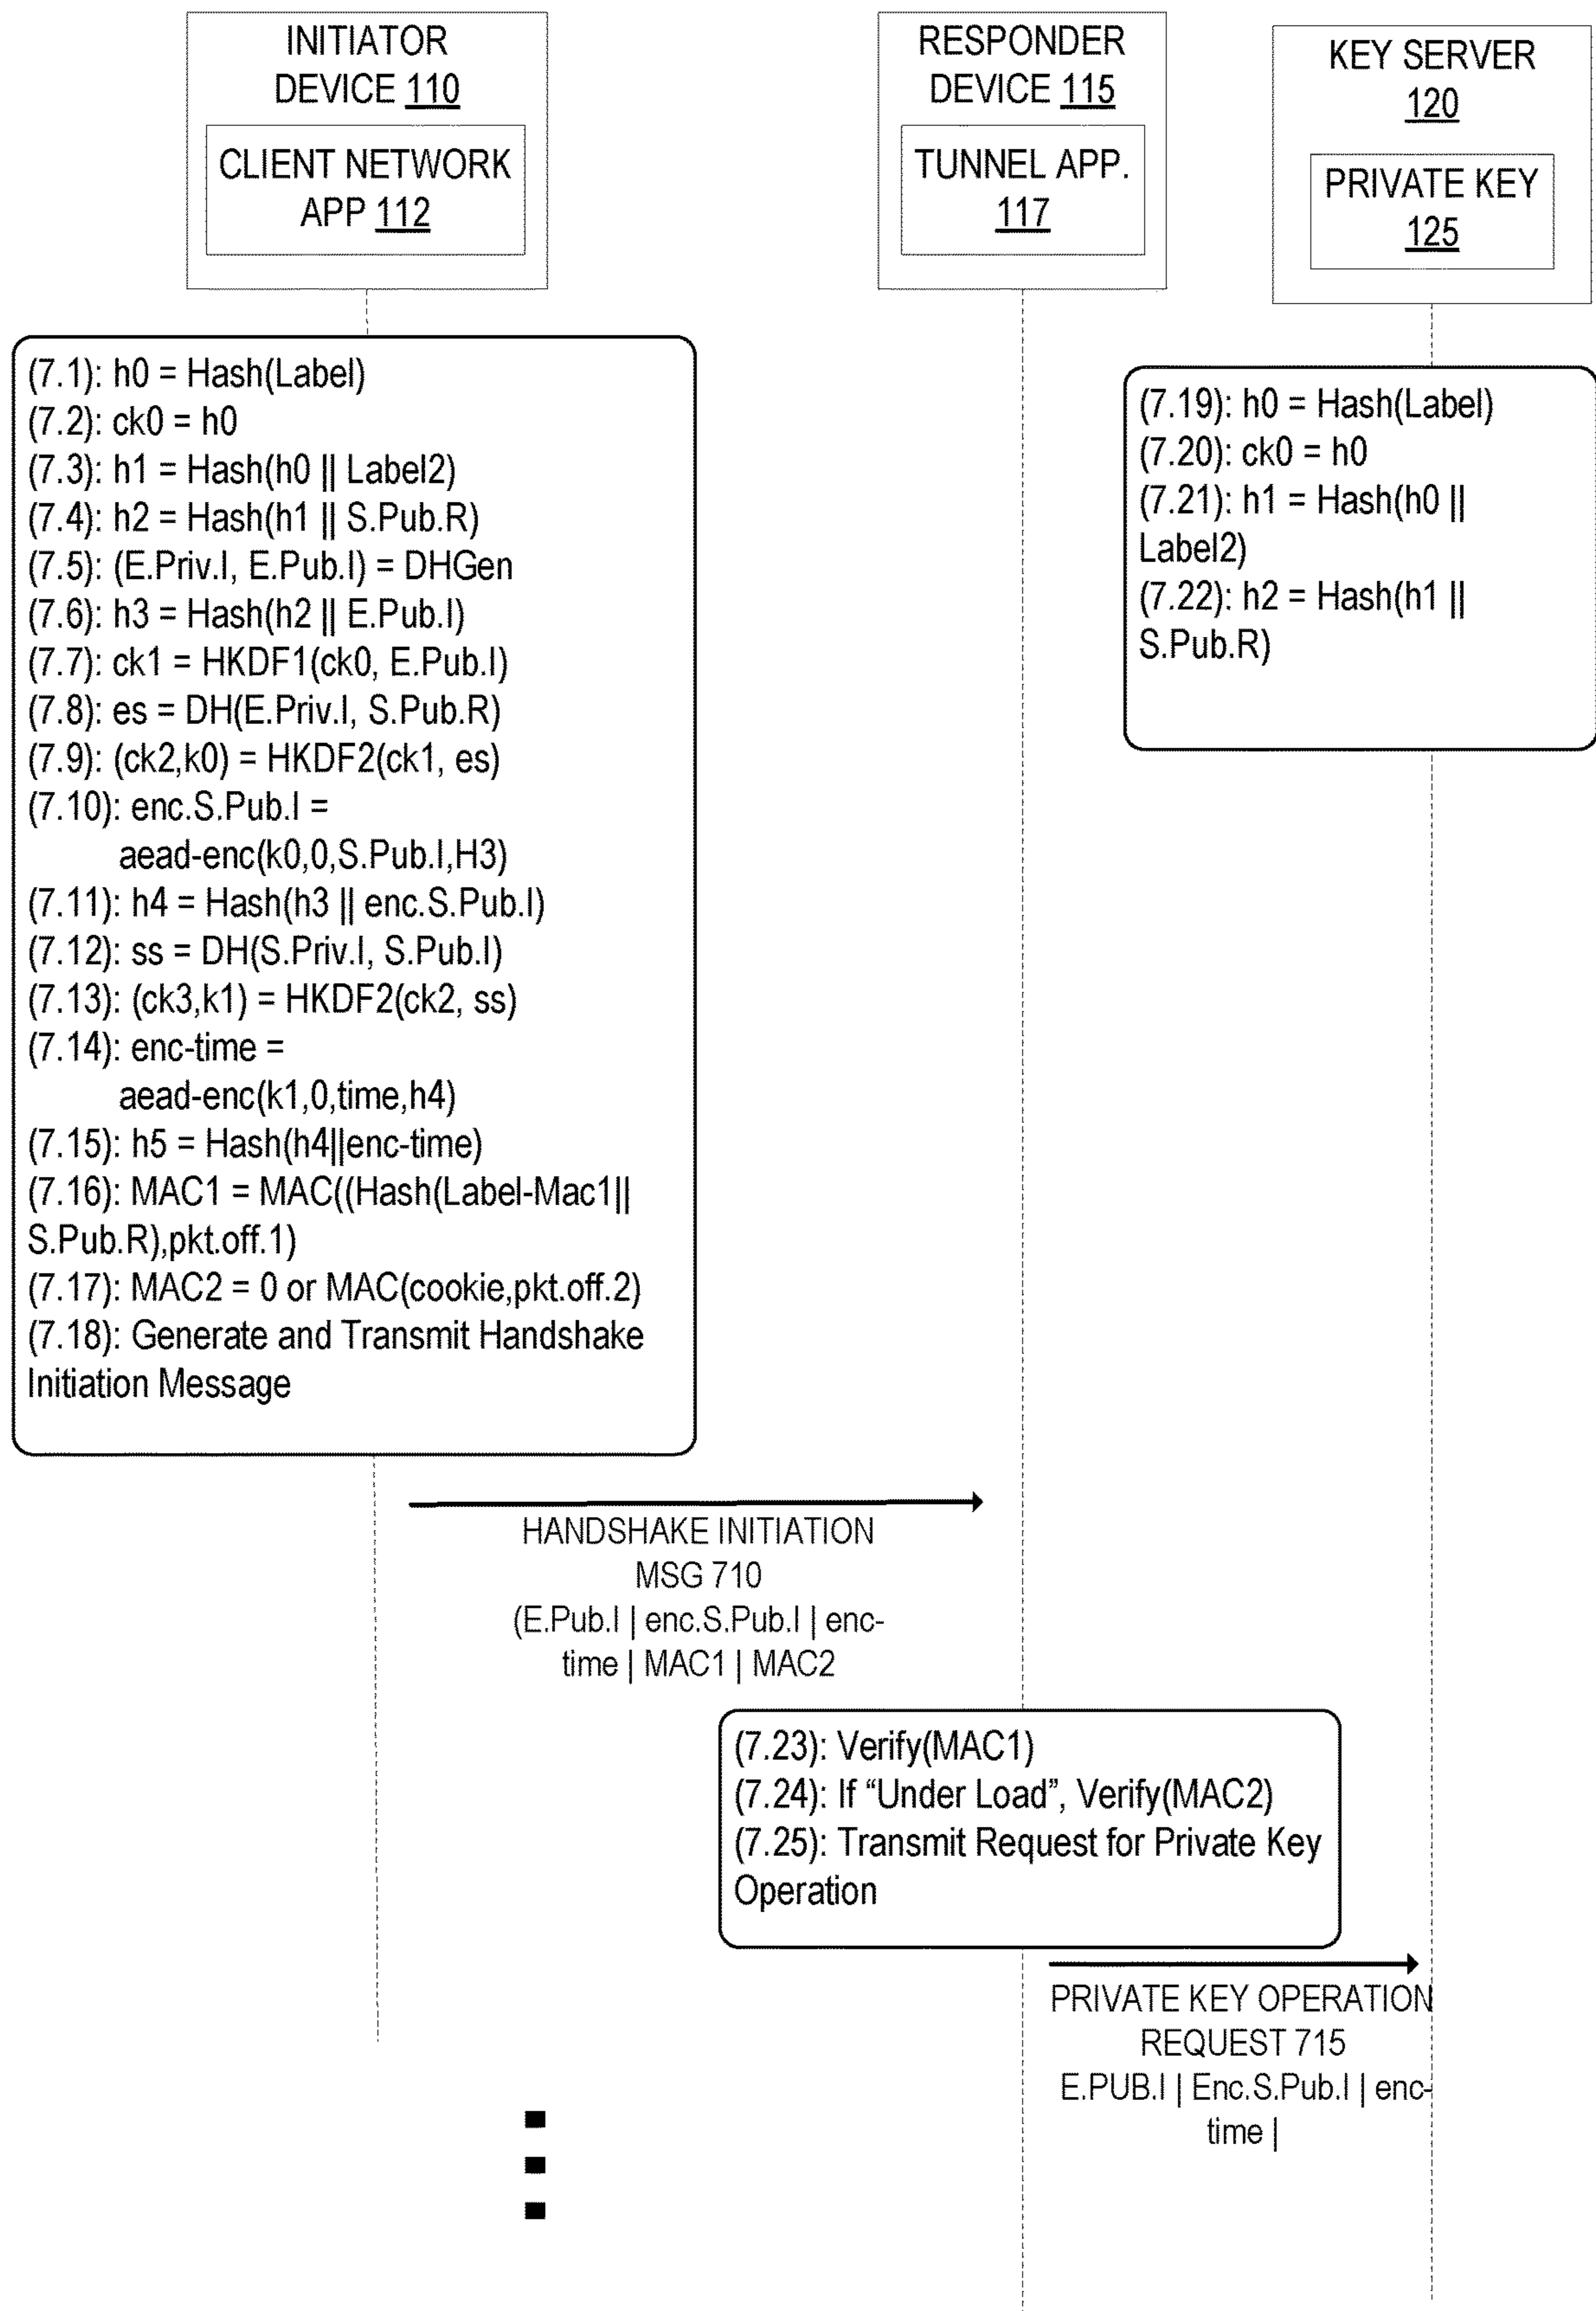 INITIATOR
DEVICE 110
CLIENT NETWORK
APP 112
RESPONDER
DEVICE 115
TUNNEL APP.
117
KEY SERVER
120
PRIVATE KEY
125
(7.1): h0 = Hash(Label)
(7.2): ck0 = h0
(7.3): h1 = Hash(h0 || Label2)
(7.4): h2 = Hash(h1 || S.Pub.R)
(7.5): (E.Priv.I, E.Pub.I) = DHGen
(7.6): h3 = Hash(h2 || E.Pub.I)
(7.7): ck1 = HKDF1(ck0, E.Pub.I)
(7.8): es = DH(E.Priv.I, S.Pub.R)
(7.9): (ck2,k0) = HKDF2(ck1, es)
(7.10): enc.S.Pub.I =
aead-enc(k0,0,S.Pub.I,H3)
(7.11): h4 = Hash(h3 || enc.S.Pub.I)
(7.12): ss = DH(S.Priv.I, S.Pub.I)
(7.13): (ck3,k1) = HKDF2(ck2, ss)
(7.14): enc-time =
aead-enc(k1,0,time,h4)
(7.15): h5 = Hash(h4||enc-time)
(7.16): MAC1 = MAC((Hash(Label-Mac1||
S.Pub.R),pkt.off.1)
(7.17): MAC2 = 0 or MAC(cookie,pkt.off.2)
(7.18): Generate and Transmit Handshake
Initiation Message
(7.19): h0 = Hash(Label)
(7.20): ck0 = h0
(7.21): h1 = Hash(h0 ||
Label2)
(7.22): h2 = Hash(h1 ||
S.Pub.R)
HANDSHAKE INITIATION
MSG 710
(E.Pub.I | enc.S.Pub.I | enc-
time | MAC1 | MAC2
(7.23): Verify(MAC1)
(7.24): If “Under Load”, Verify(MAC2)
(7.25): Transmit Request for Private Key
Operation
PRIVATE KEY OPERATION
REQUEST 715
E.PUB.I | Enc.S.Pub.I | enc-
time |